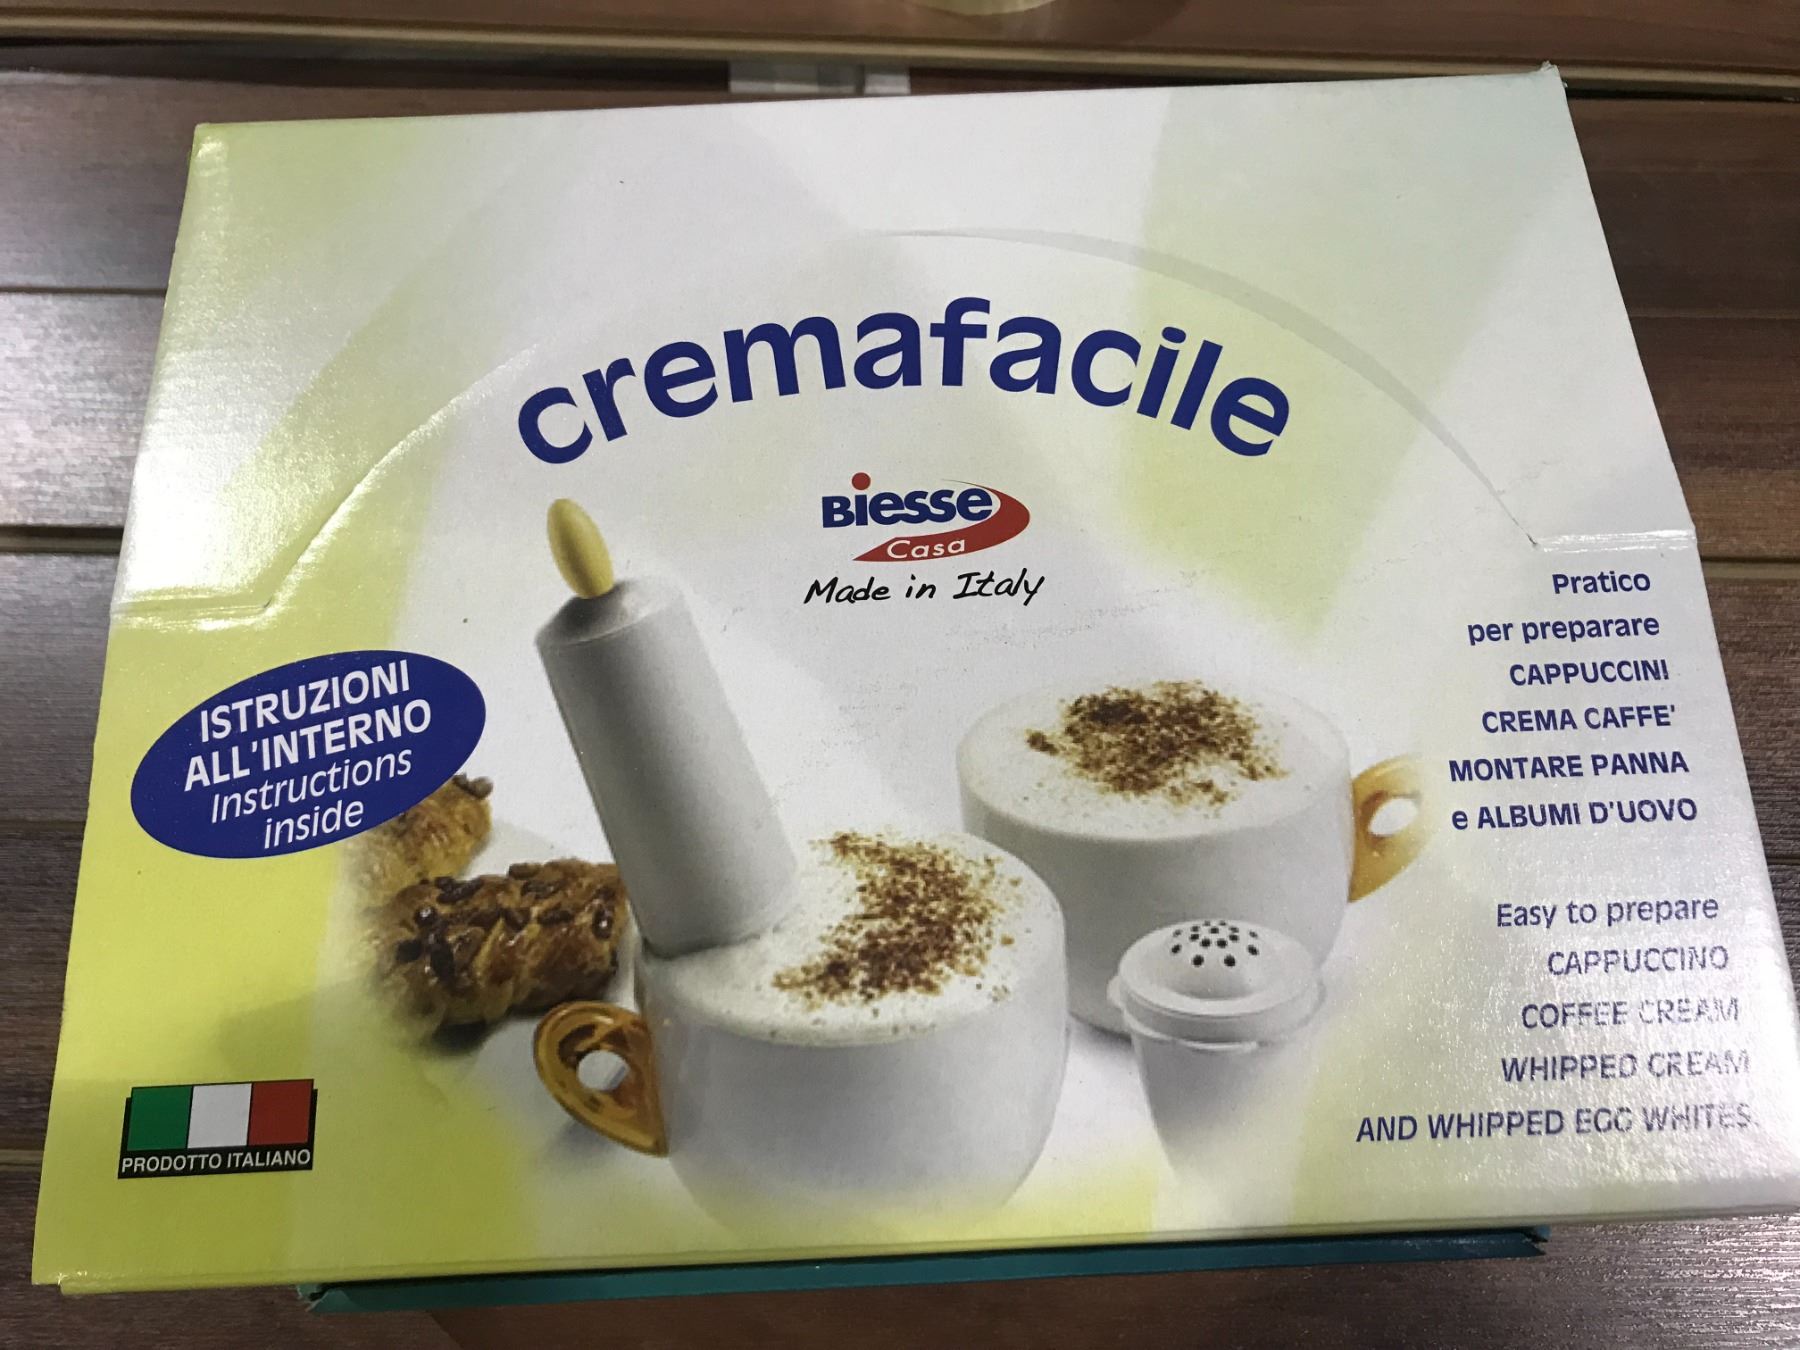 cremafacile
Biesse
Casa
Made in Italy
ISTRUZIONI
ALL'INTERNO
Instructions
inside
Pratico
per preparare
CAPPUCCINI
CREMA CAFFE'
MONTARE PANNA
e ALBUMI D'UOVO
Easy to prepare
CAPPUCCINO
COFFEE CREAM
WHIPPED CREAM
AND WHIPPED EGG WHITES.
PRODOTTO ITALIANO